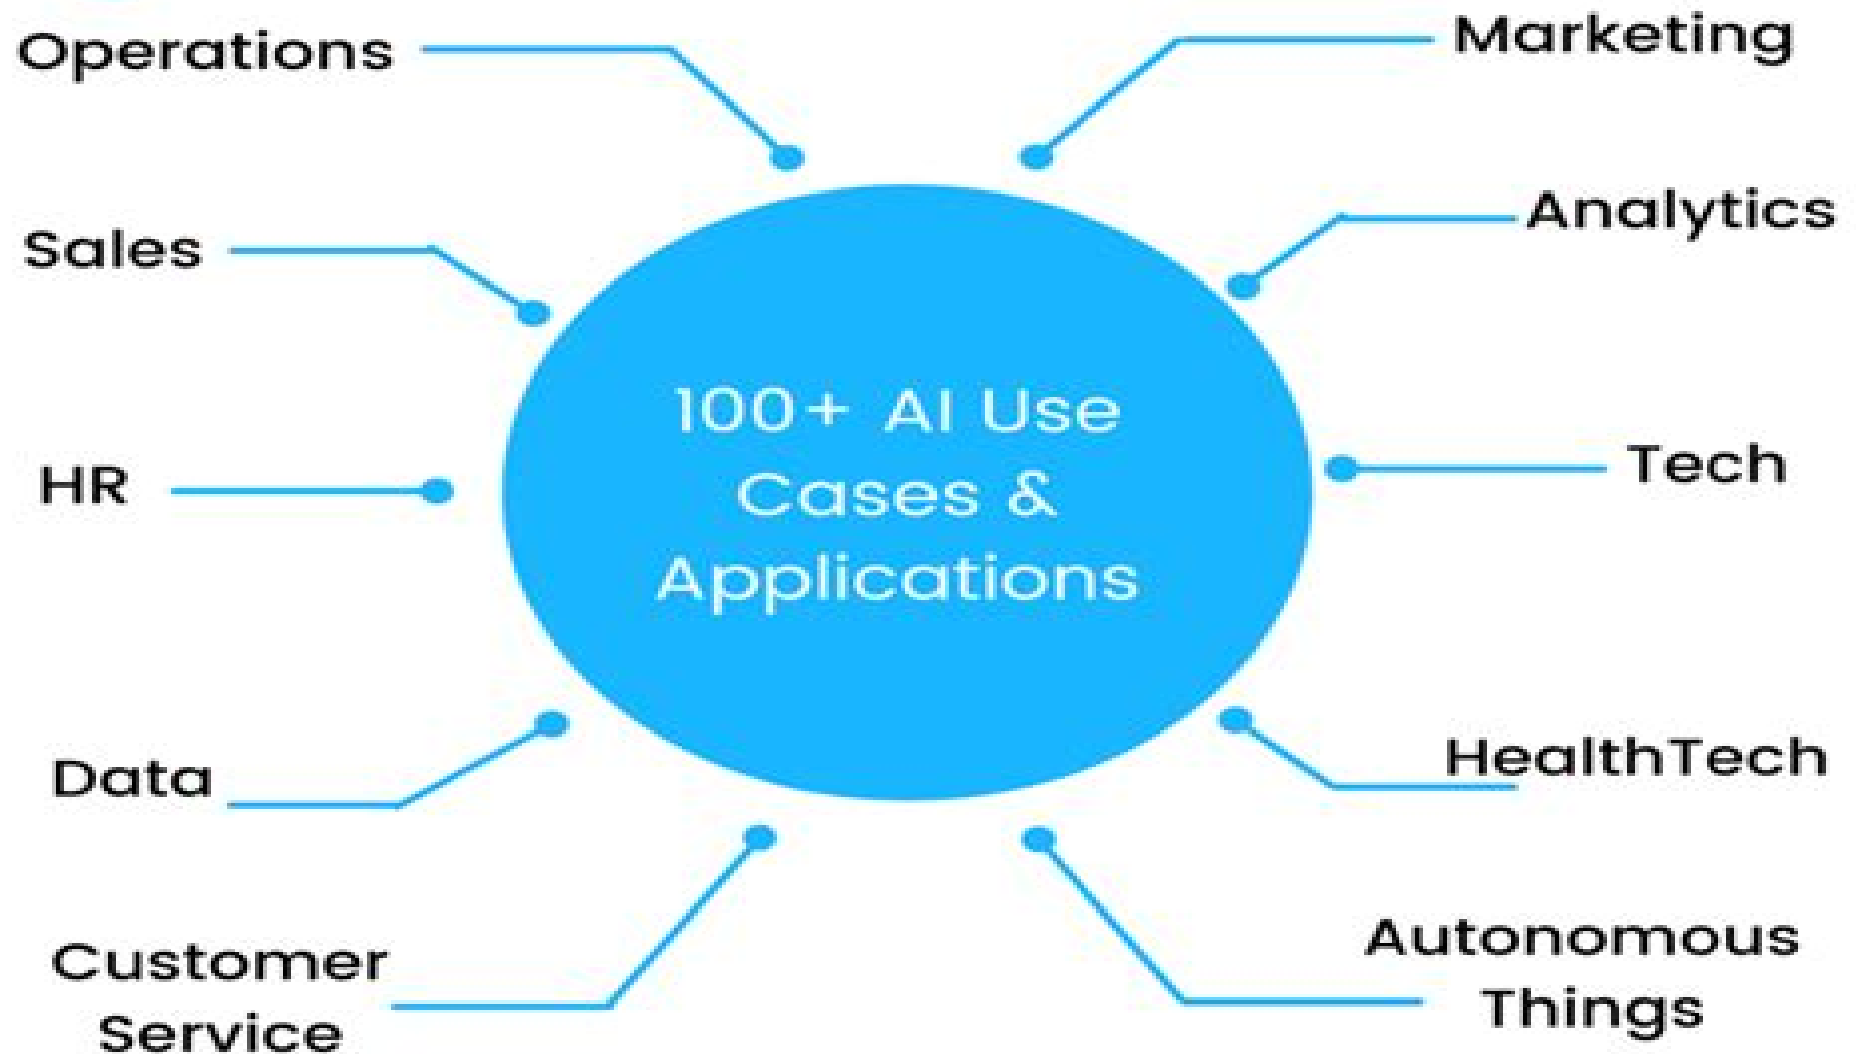 Operations
Marketing
Sales
Analytics
100+ AI Use
Cases &
Applications
HR
Tech
Data
HealthTech
Customer
Service
Autonomous
Things